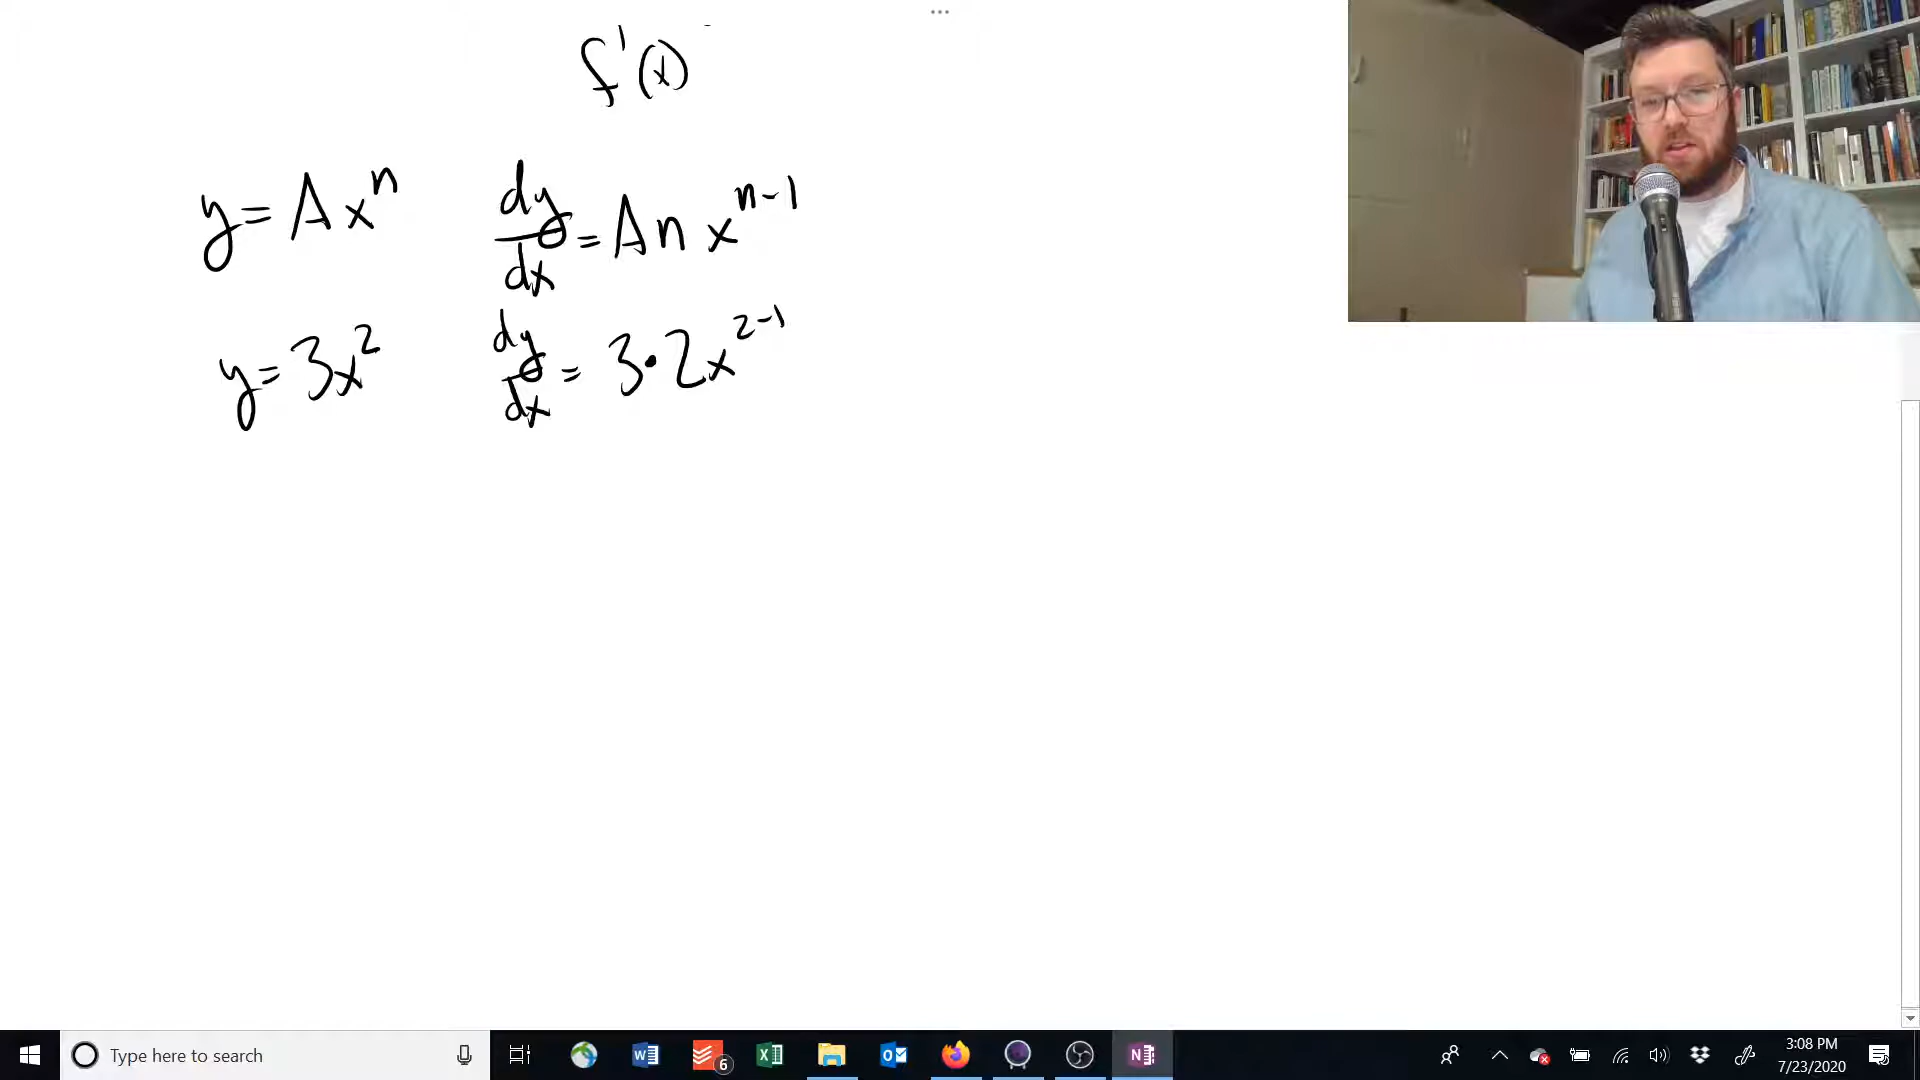 f'(x)
y = Ax^n   dy/dx = Anx^{n-1}
y = 3x^2   dy/dx = 3·2x^{2-1}
Type here to search
6
3:08 PM
7/23/2020